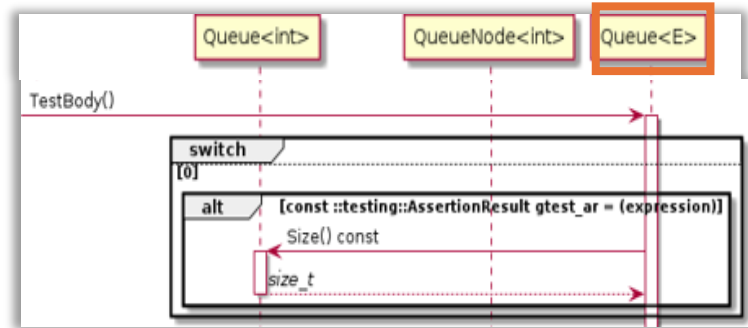 Queue<int>
QueueNode<int>
Queue<E>
TestBody()
switch
[0]
alt
[const ::testing::AssertionResult gtest_ar = (expression)]
Size() const
size_t